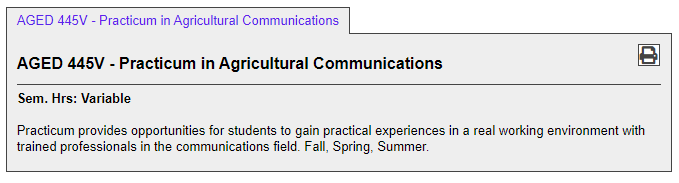 AGED 445V - Practicum in Agricultural Communications
AGED 445V - Practicum in Agricultural Communications
Sem. Hrs: Variable
Practicum provides opportunities for students to gain practical experiences in a real working environment with
trained professionals in the communications field. Fall, Spring, Summer.